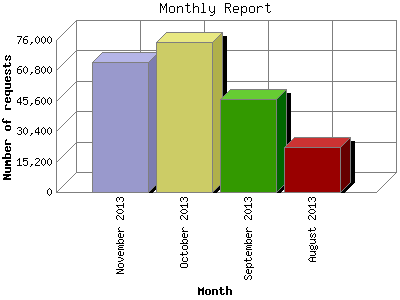 Monthly Report
Number of requests
76,000
60,800
45,600
30,400
15,200
0
November 2013
October 2013
September 2013
August 2013
Month